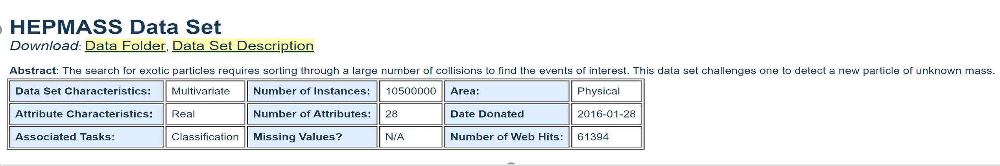 HEPMASS Data Set
Download: Data Folder, Data Set Description
Abstract: The search for exotic particles requires sorting through a large number of collisions to find the events of interest. This data set challenges one to detect a new particle of unknown mass.
Data Set Characteristics: Multivariate Number of Instances: 10500000 Area: Physical
Attribute Characteristics: Real Number of Attributes: 28 Date Donated 2016-01-28
Associated Tasks: Classification Missing Values? N/A Number of Web Hits: 61394